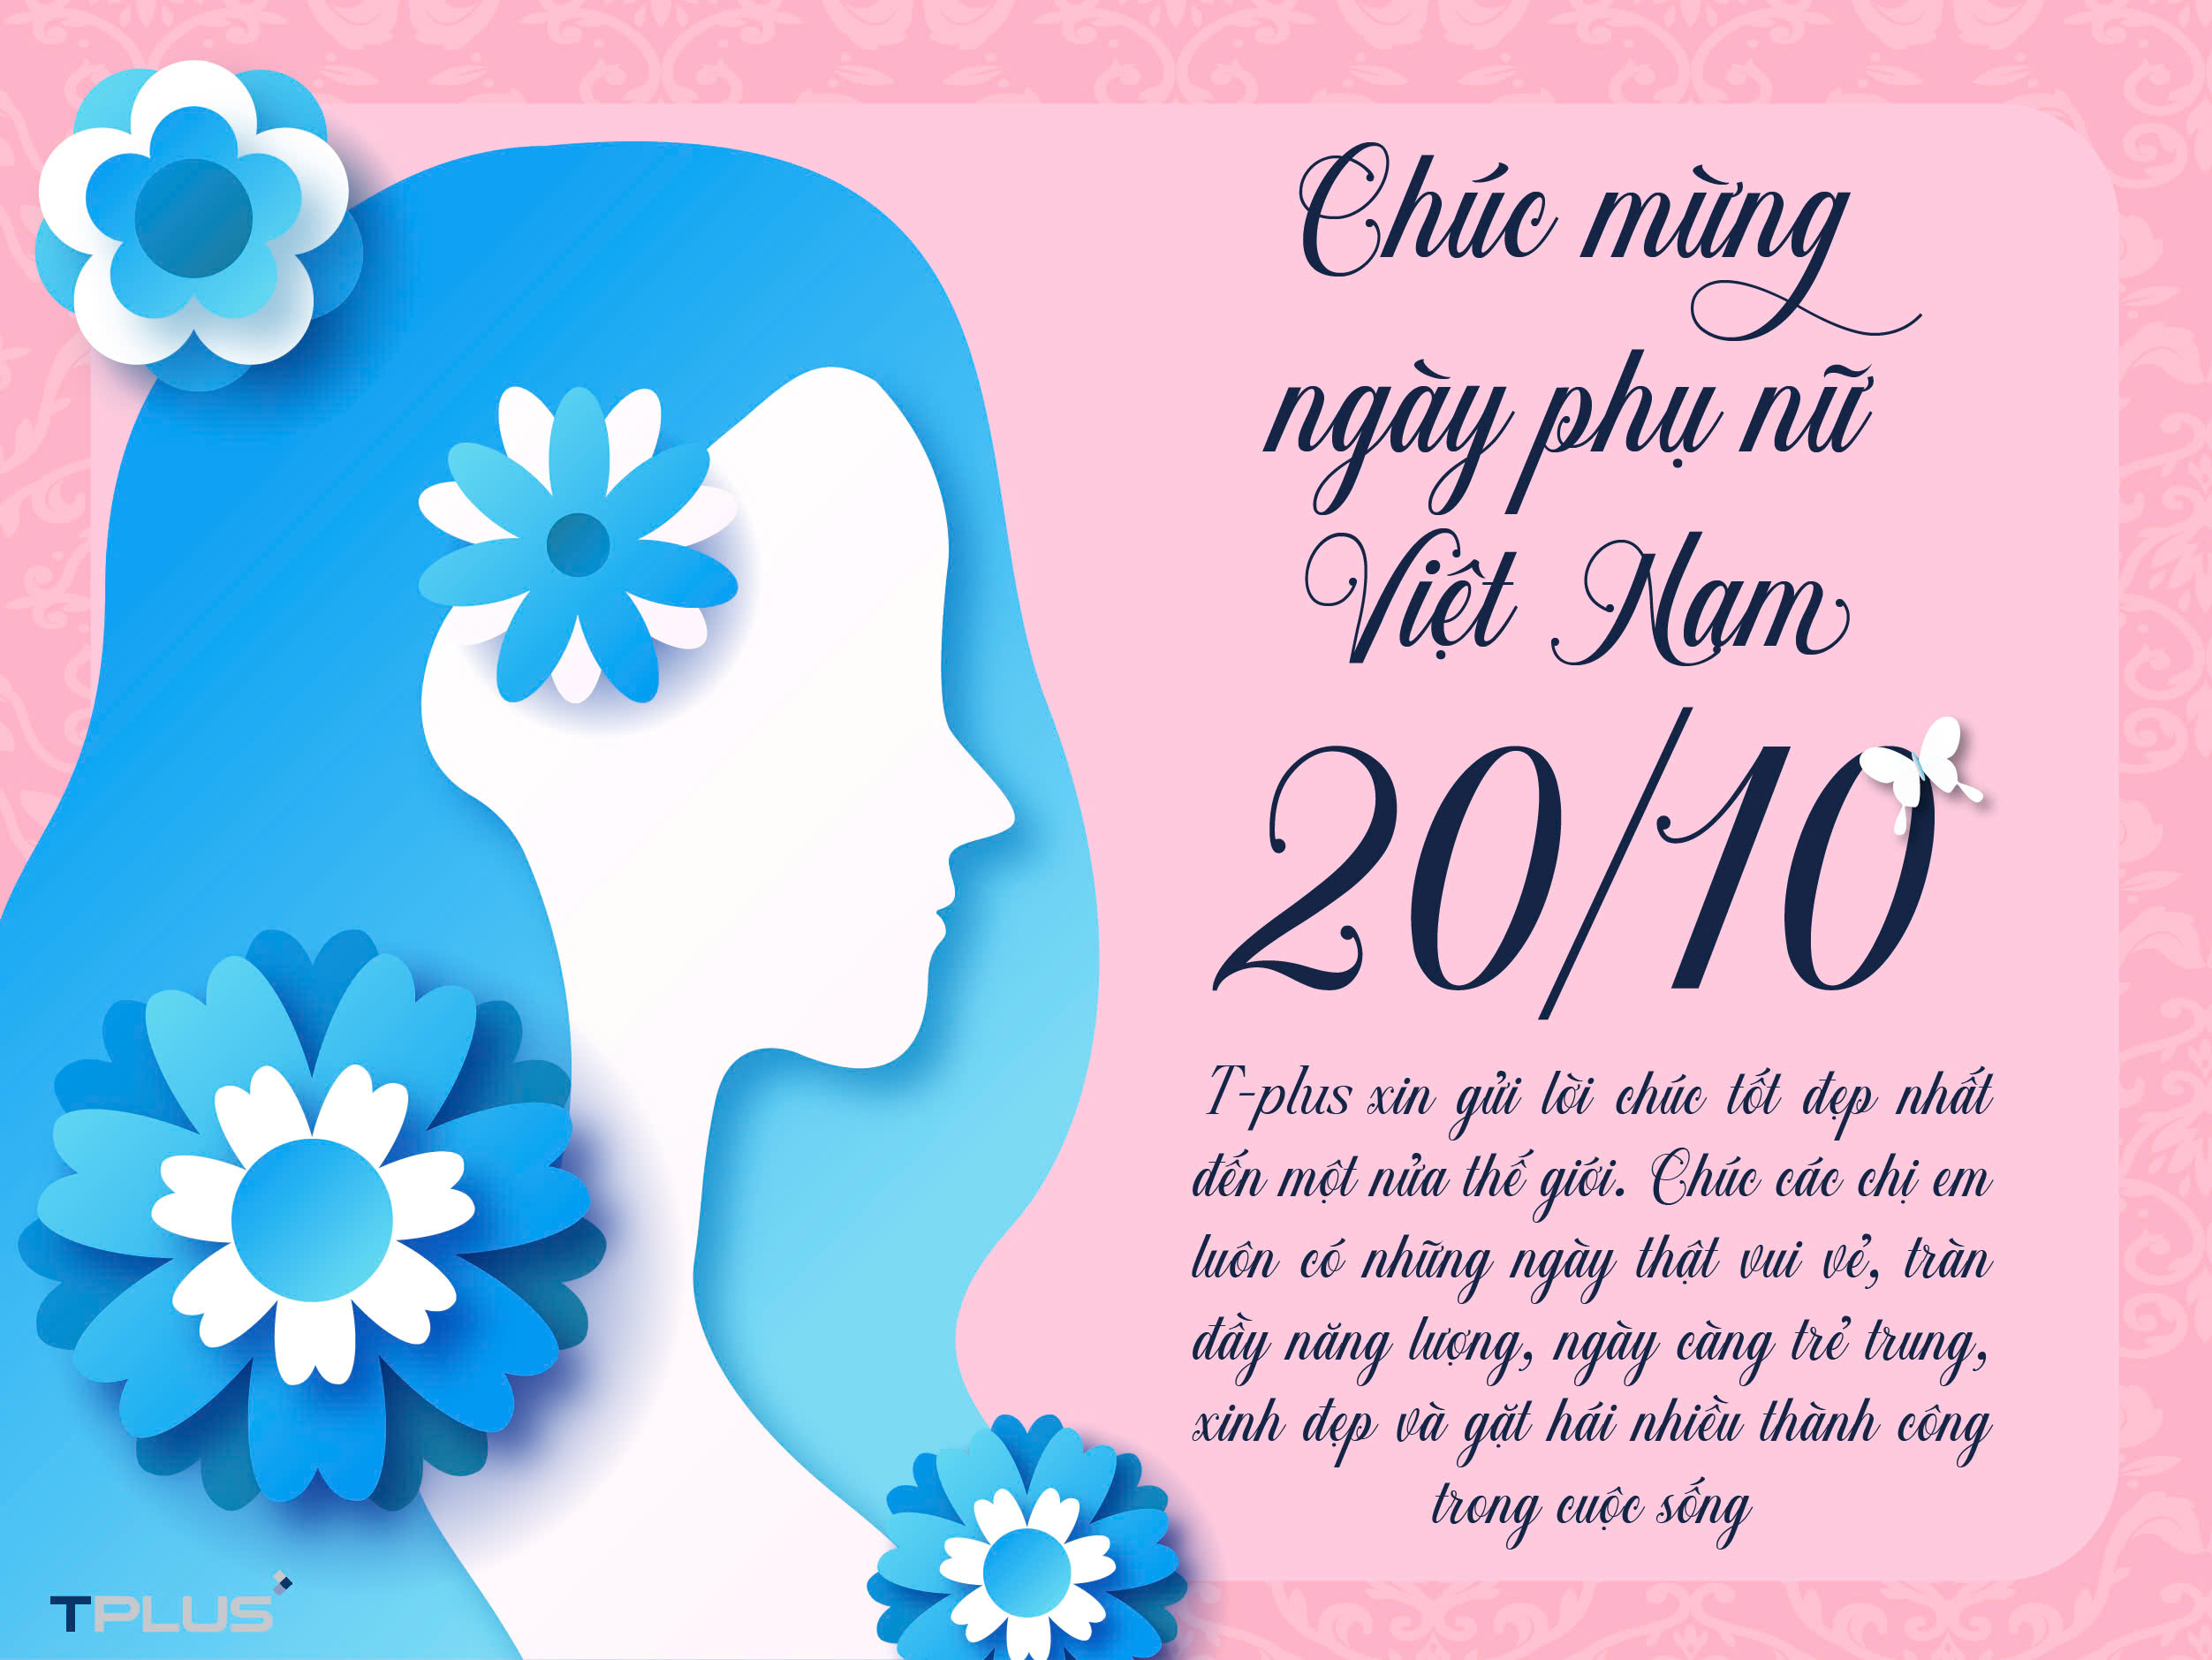 Chúc mừng
ngày phụ nữ
Việt Nạm
20/10
T-plus xin gửi lời chúc tốt đẹp nhất
đến một nửa thế giới. Chúc các chị em
luôn có những ngày thật vui vẻ, tràn
đầy năng lượng, ngày càng trẻ trung,
xinh đẹp và gặt hái nhiều thành công
trong cuộc sống
TPLUS